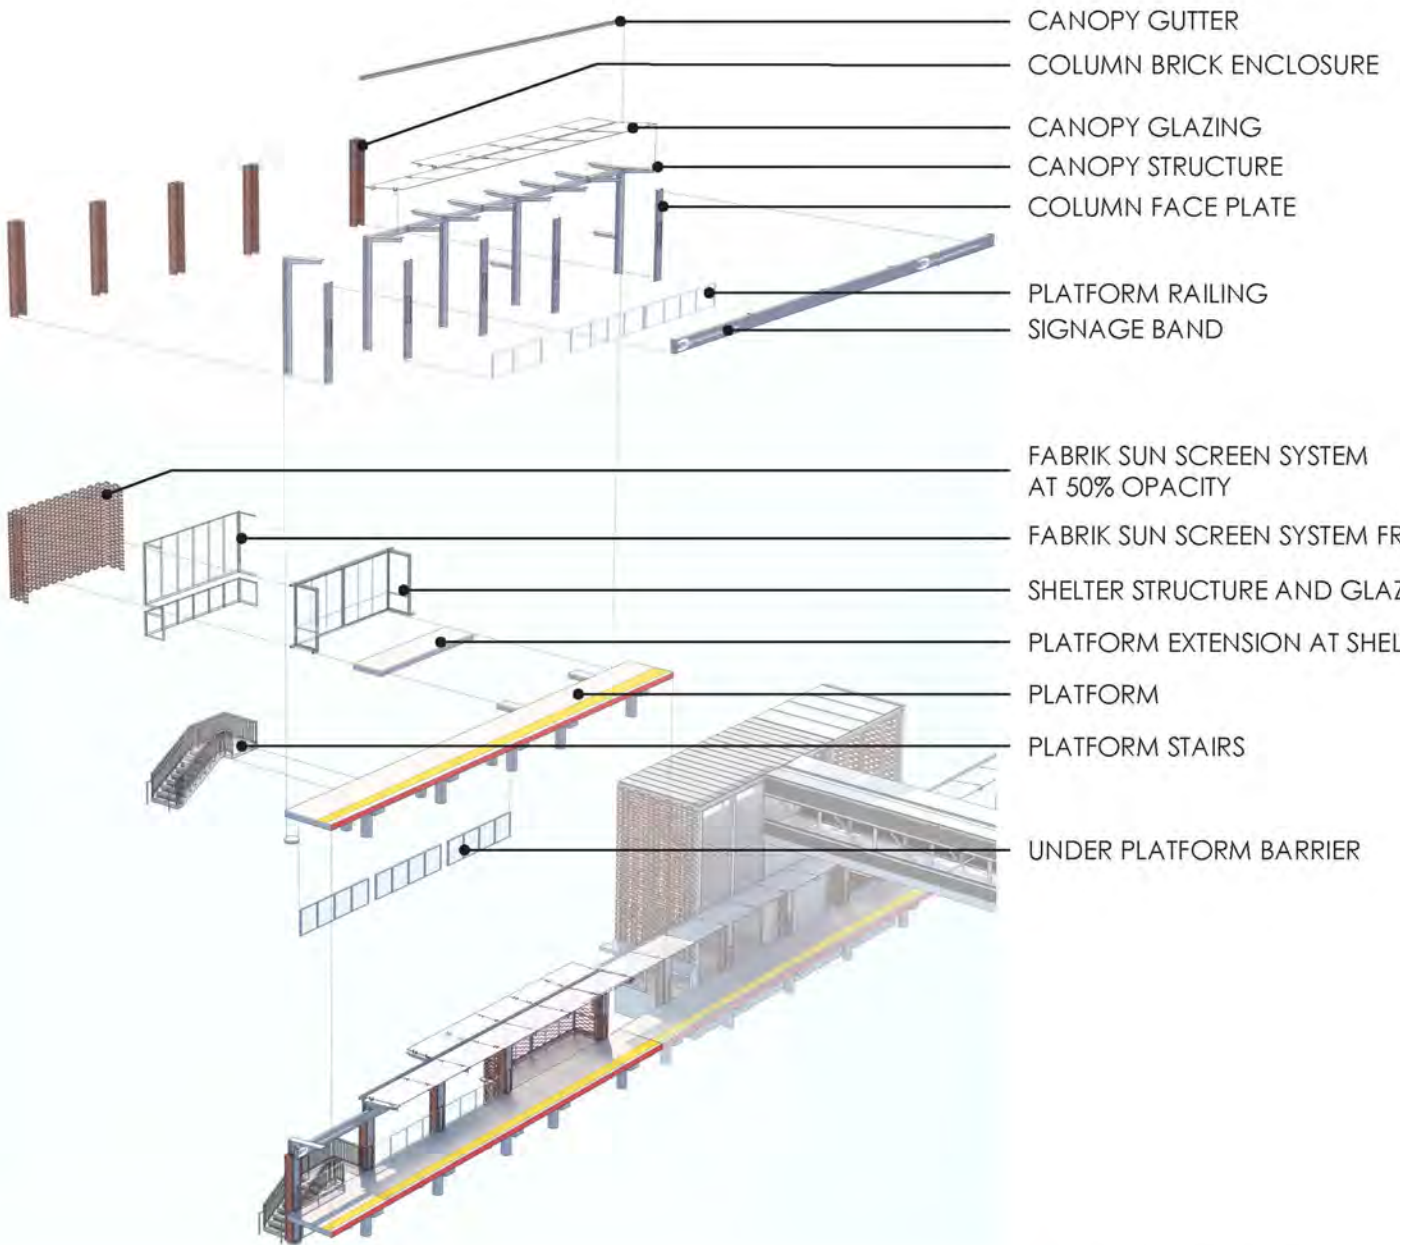 CANOPY GUTTER
COLUMN BRICK ENCLOSURE
CANOPY GLAZING
CANOPY STRUCTURE
COLUMN FACE PLATE
PLATFORM RAILING
SIGNAGE BAND
FABRIK SUN SCREEN SYSTEM
AT 50% OPACITY
FABRIK SUN SCREEN SYSTEM FR
SHELTER STRUCTURE AND GLAZ
PLATFORM EXTENSION AT SHEL
PLATFORM
PLATFORM STAIRS
UNDER PLATFORM BARRIER